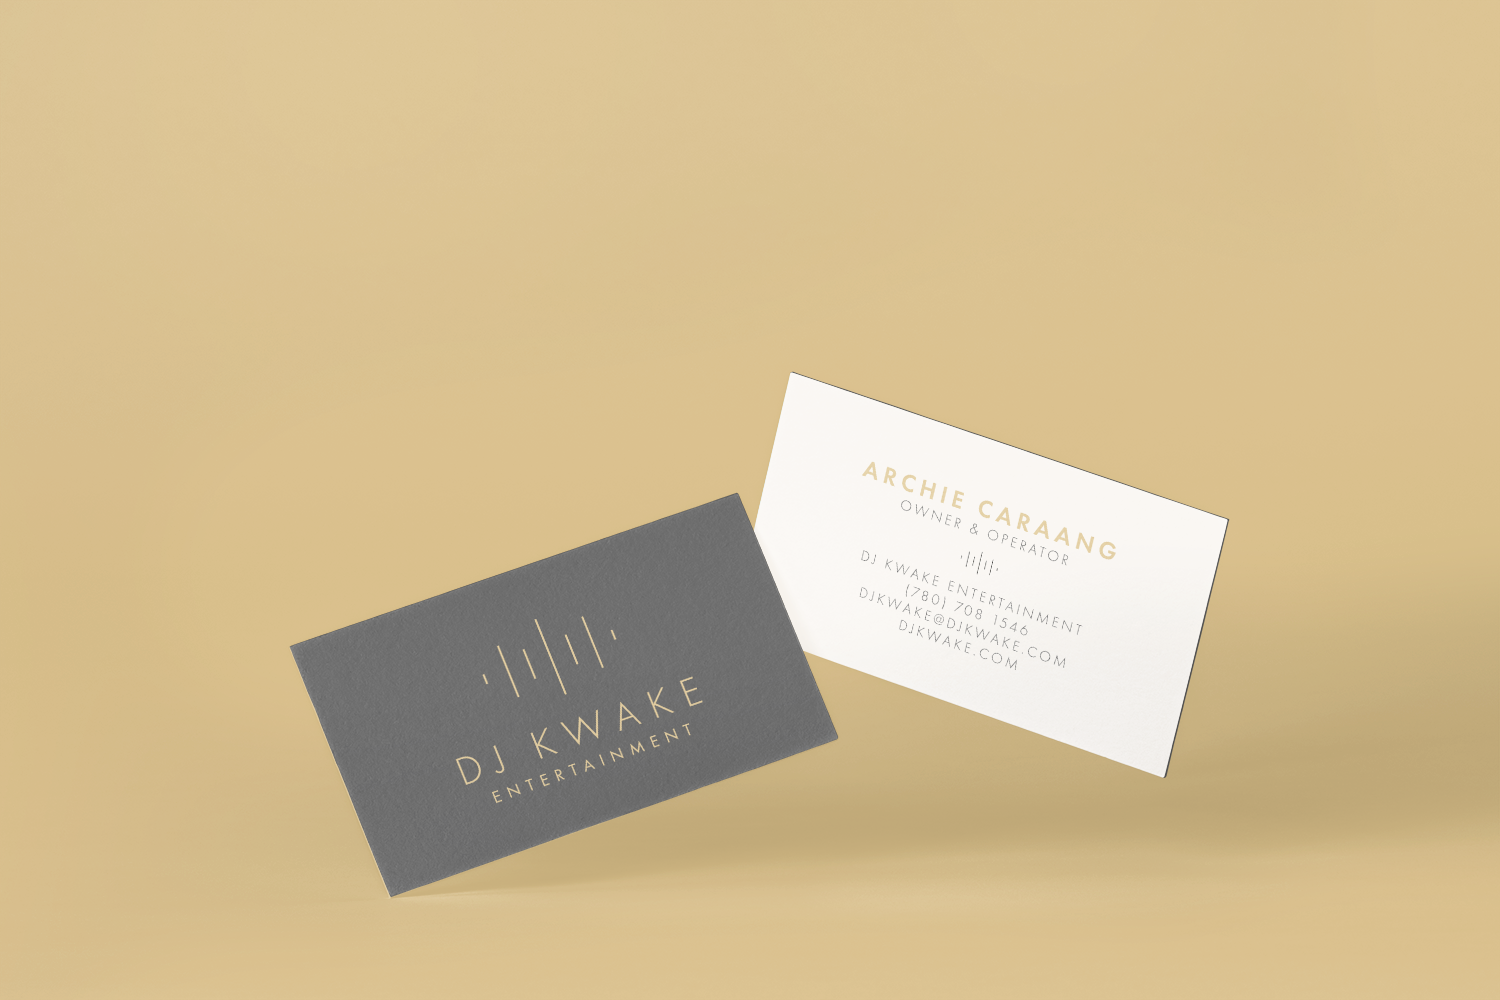 DJ KWAKE
ENTERTAINMENT
ARCHIE CARAANG
OWNER & OPERATOR
DJ KWAKE ENTERTAINMENT
(780) 708 1546
DJKWAKE@DJKWAKE.COM
DJKWAKE.COM